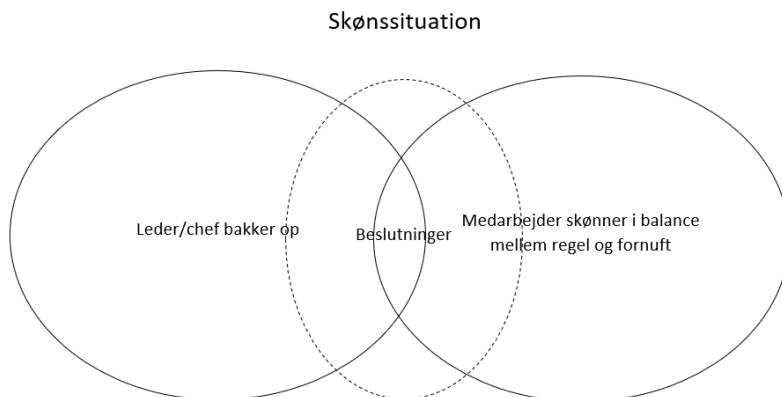 Skønssituation
Leder/chef bakker op
Beslutninger
Medarbejder skønner i balance
mellem regel og fornuft